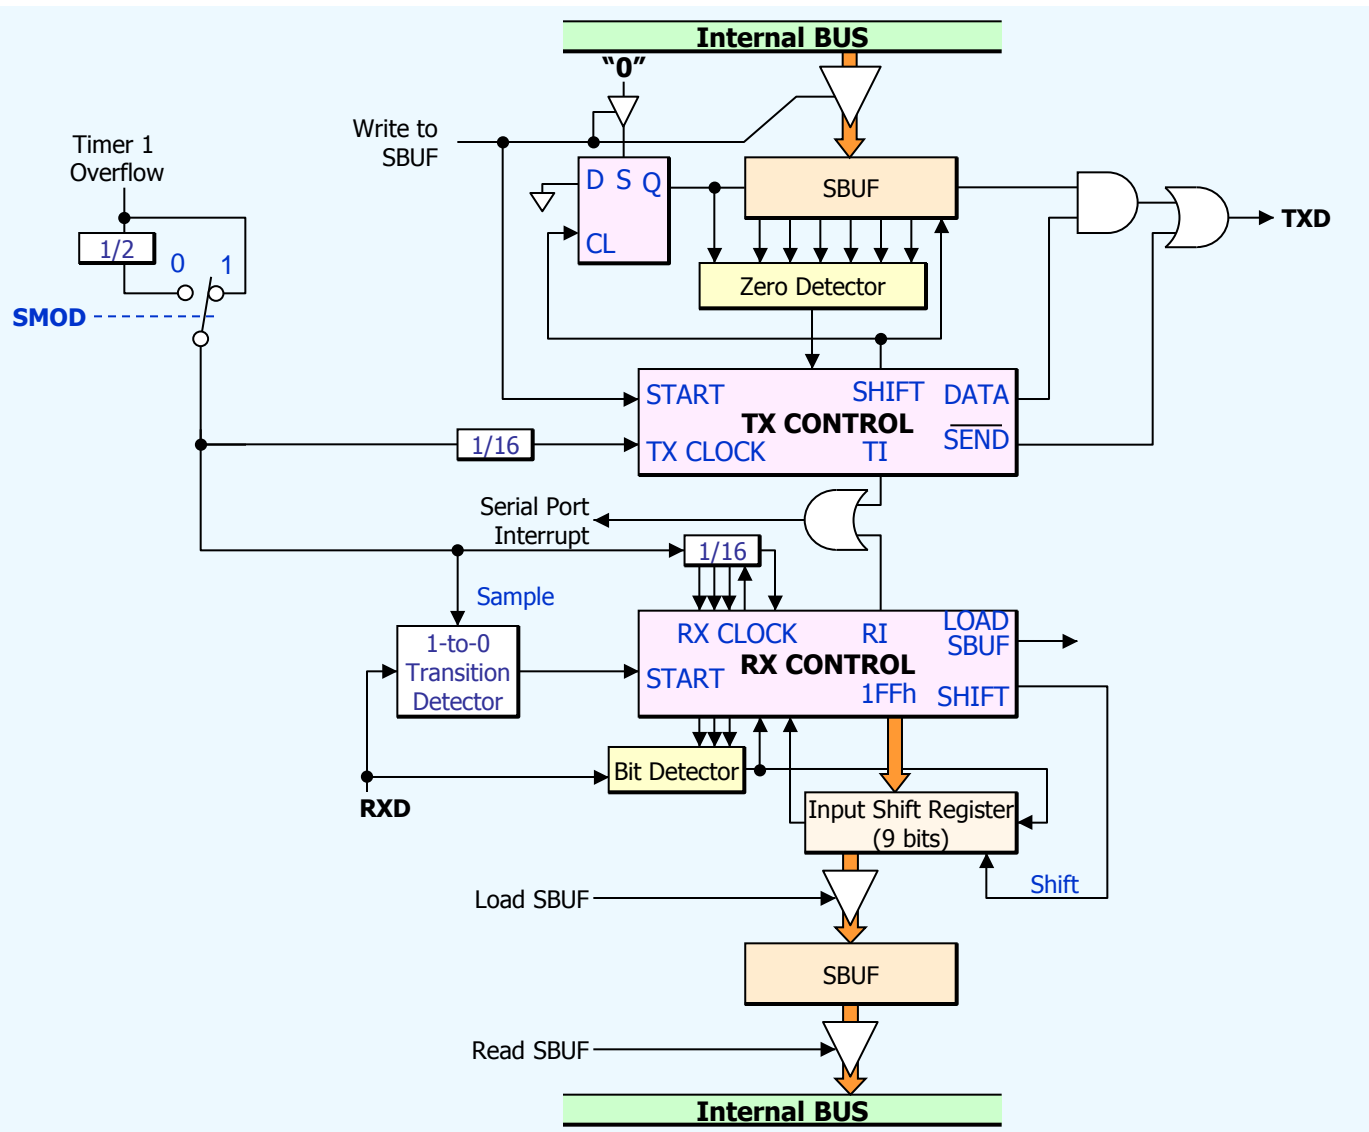 Internal BUS
“0”
Write to
SBUF
Timer 1
Overflow
D S Q
SBUF
CL
TXD
1/2
0
1
Zero Detector
SMOD
START
SHIFT
DATA
TX CONTROL
TX CLOCK
TI
SEND
1/16
Serial Port
Interrupt
1/16
Sample
1-to-0
Transition
Detector
RX CLOCK
RI
LOAD
SBUF
RX CONTROL
START
1FFh
SHIFT
Bit Detector
RXD
Input Shift Register
(9 bits)
Shift
Load SBUF
SBUF
Read SBUF
Internal BUS